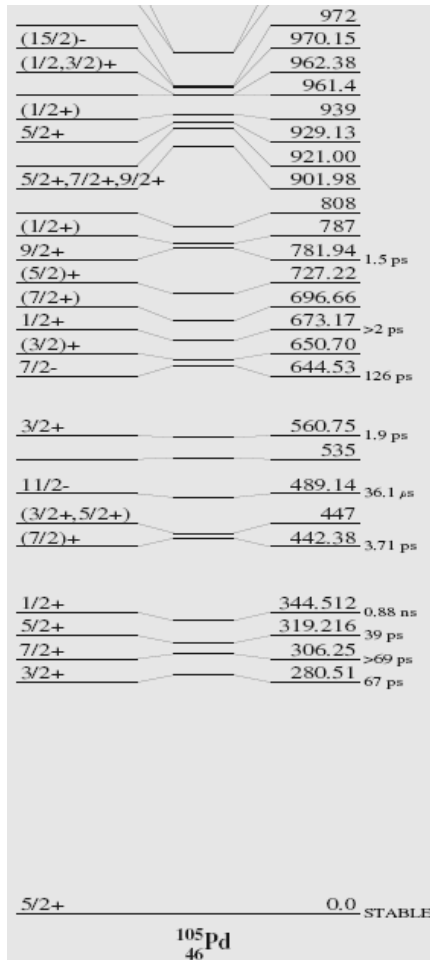 972
(15/2)- 970.15
(1/2,3/2)+ 962.38
961.4
(1/2+) 939
5/2+ 929.13
921.00
5/2+,7/2+,9/2+ 901.98
808
(1/2+) 787
9/2+ 781.94 1.5 ps
(5/2)+ 727.22
(7/2+) 696.66
1/2+ 673.17 >2 ps
(3/2)+ 650.70
7/2- 644.53 126 ps
3/2+ 560.75 1.9 ps
535
11/2- 489.14 36.1 μs
(3/2+,5/2+) 447
(7/2)+ 442.38 3.71 ps
1/2+ 344.512 0.88 ns
5/2+ 319.216 39 ps
7/2+ 306.25 >69 ps
3/2+ 280.51 67 ps
5/2+ 0.0 STABLE
¹⁰⁵₄₆Pd